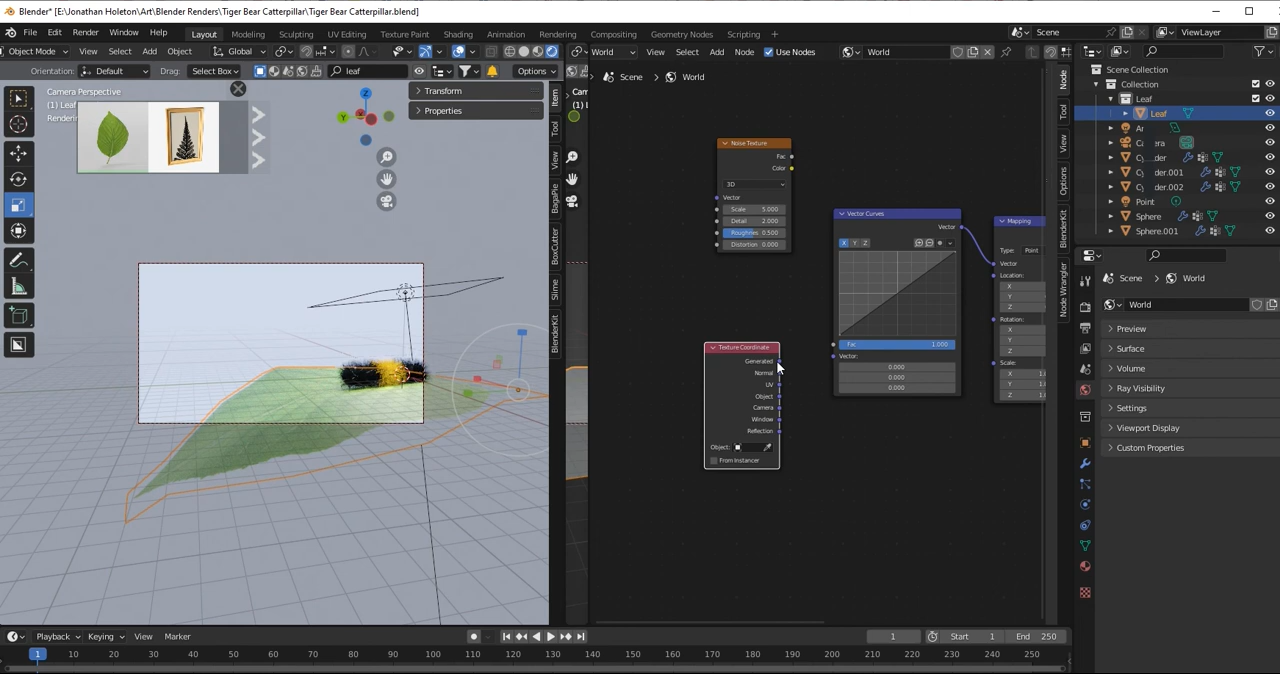 Blender* [E:\Jonathan Holeton\Art\Blender Renders\Tiger Bear Catterpillar\Tiger Bear Catterpillar.blend]
File Edit Render Window Help Layout Modeling Sculpting UV Editing Texture Paint Shading Animation Rendering Compositing Geometry Nodes Scripting + Scene ViewLayer
Object Mode View Select Add Object Global World View Select Add Node Use Nodes World
Orientation: Default Drag: Select Box leaf Options
Camera Perspective
(1) Leaf
Transform
Properties
Item
Tool
View
BagaPie
BoxCutter
Slime
BlenderKit
Scene > World
Noise Texture
Fac
Color
3D
Vector
Scale 5.000
Detail 2.000
Roughnes 0.500
Distortion 0.000
Texture Coordinate
Generated
Normal
UV
Object
Camera
Window
Reflection
Object:
From Instancer
Vector Curves
Vector
X Y Z
Fac 1.000
Vector:
0.000
0.000
0.000
Mapping
Type: Point
Vector
Location:
X
Y
Z
Rotation:
X
Y
Z
Scale:
X
Y
Z
Node
Tool
View
Options
BlenderKit
Node Wrangler
Scene Collection
Collection
Leaf
Leaf
Point
Sphere
Sphere.001
Scene > World
World
Preview
Surface
Volume
Ray Visibility
Settings
Viewport Display
Custom Properties
Playback Keying View Marker 1 Start 1 End 250
1 10 20 30 40 50 60 70 80 90 100 110 120 130 140 150 160 170 180 190 200 210 220 230 240 250